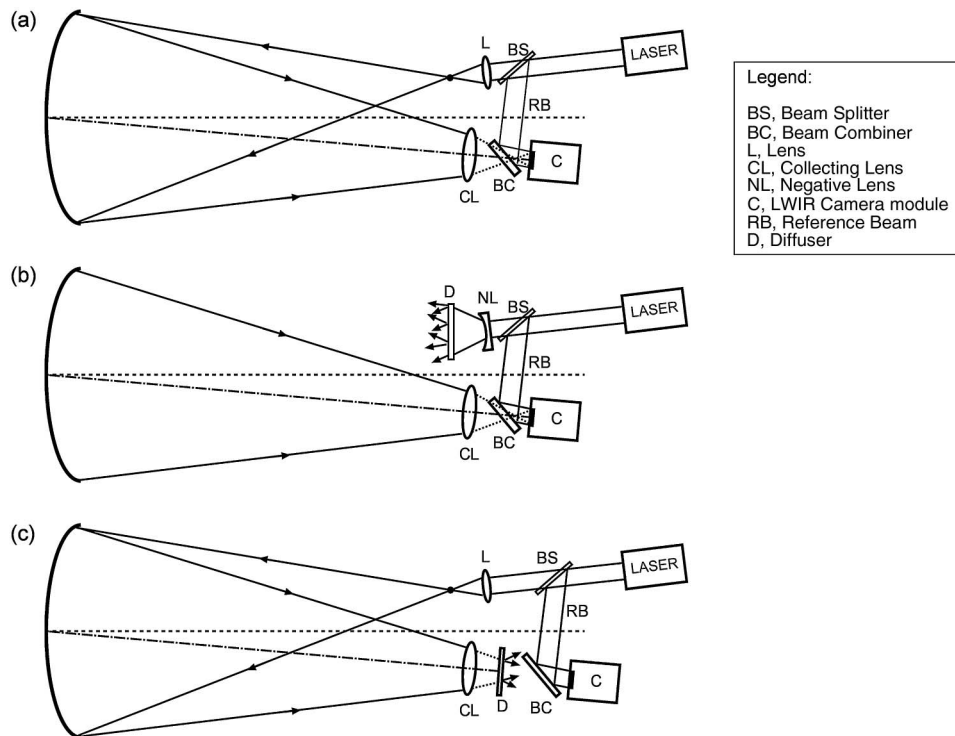 (a)
L
BS
LASER
RB
C
BC
CL
Legend:
BS, Beam Splitter
BC, Beam Combiner
L, Lens
CL, Collecting Lens
NL, Negative Lens
C, LWIR Camera module
RB, Reference Beam
D, Diffuser
(b)
D
NL
BS
LASER
RB
C
BC
CL
(c)
L
BS
LASER
RB
C
CL
D
BC